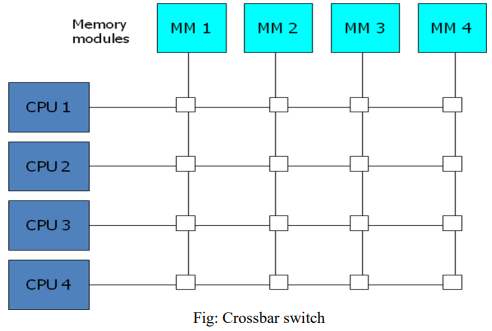 Memory
modules
MM 1
MM 2
MM 3
MM 4
CPU 1
CPU 2
CPU 3
CPU 4
Fig: Crossbar switch